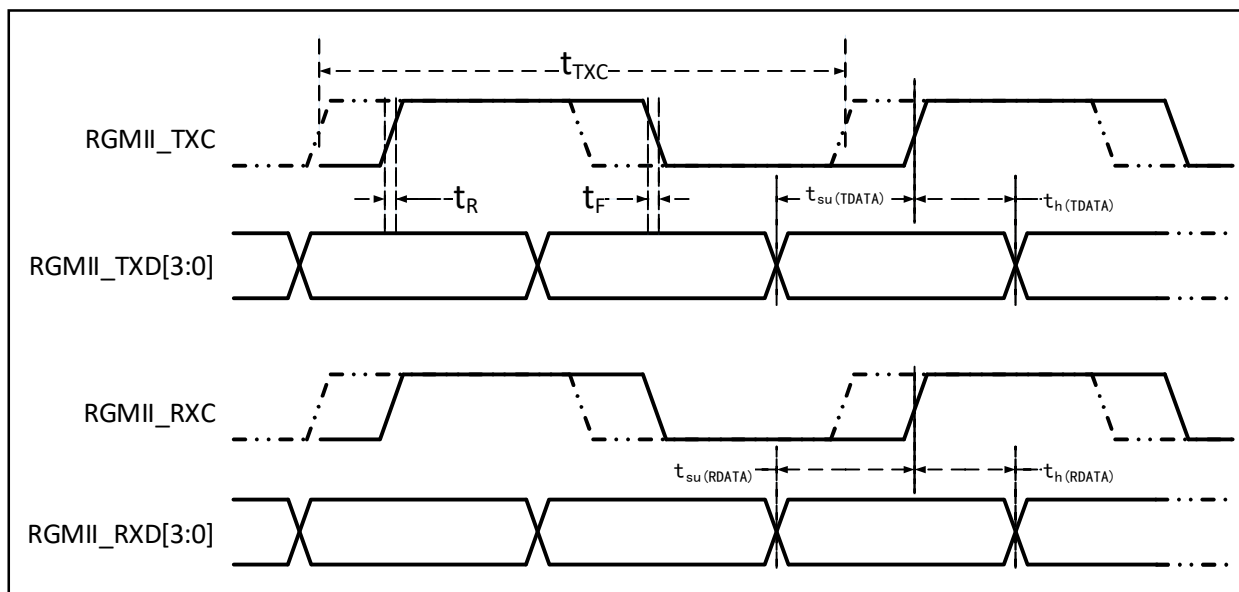 tTXC
RGMII_TXC
tR
tF
tsu(TDATA)
th(TDATA)
RGMII_TXD[3:0]
RGMII_RXC
tsu(RDATA)
th(RDATA)
RGMII_RXD[3:0]